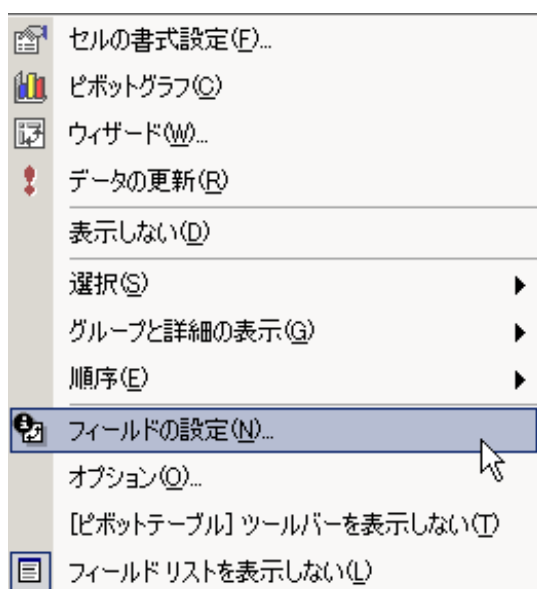 セルの書式設定(F)...
ピボットグラフ(C)
ウィザード(W)...
データの更新(R)
表示しない(D)
選択(S)
グループと詳細の表示(G)
順序(E)
フィールドの設定(N)...
オプション(O)...
[ピボットテーブル] ツールバーを表示しない(T)
フィールド リストを表示しない(L)